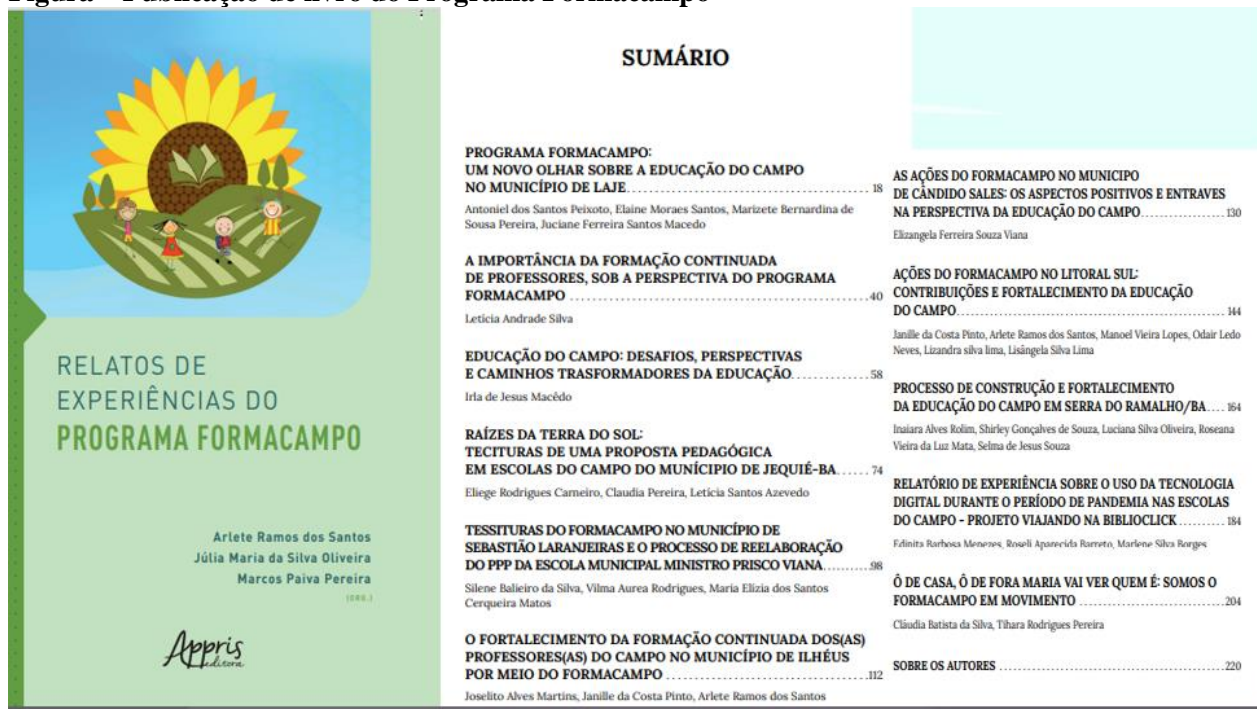 Figura – Publicação de livro do Programa Formacampo
RELATOS DE
EXPERIÊNCIAS DO
PROGRAMA FORMACAMPO
Arlete Ramos dos Santos
Júlia Maria da Silva Oliveira
Marcos Paiva Pereira
(ORG.)
Appris
editora
SUMÁRIO
PROGRAMA FORMACAMPO:
UM NOVO OLHAR SOBRE A EDUCAÇÃO DO CAMPO
NO MUNICÍPIO DE LAJE 18
Antoniel dos Santos Peixoto, Elaine Moraes Santos, Marizete Bernardina de
Sousa Pereira, Juciane Ferreira Santos Macedo
A IMPORTÂNCIA DA FORMAÇÃO CONTINUADA
DE PROFESSORES, SOB A PERSPECTIVA DO PROGRAMA
FORMACAMPO 40
Letícia Andrade Silva
EDUCAÇÃO DO CAMPO: DESAFIOS, PERSPECTIVAS
E CAMINHOS TRASFORMADORES DA EDUCAÇÃO 58
Irla de Jesus Macêdo
RAÍZES DA TERRA DO SOL:
TECITURAS DE UMA PROPOSTA PEDAGÓGICA
EM ESCOLAS DO CAMPO DO MUNÍCIPIO DE JEQUIÉ-BA 74
Eliege Rodrigues Carneiro, Claudia Pereira, Letícia Santos Azevedo
TESSITURAS DO FORMACAMPO NO MUNICÍPIO DE
SEBASTIÃO LARANJEIRAS E O PROCESSO DE REELABORAÇÃO
DO PPP DA ESCOLA MUNICIPAL MINISTRO PRISCO VIANA 98
Silene Balieiro da Silva, Vilma Aurea Rodrigues, Maria Elizia dos Santos
Cerqueira Matos
O FORTALECIMENTO DA FORMAÇÃO CONTINUADA DOS(AS)
PROFESSORES(AS) DO CAMPO NO MUNICÍPIO DE ILHÉUS
POR MEIO DO FORMACAMPO 112
Joselito Alves Martins, Janille da Costa Pinto, Arlete Ramos dos Santos
AS AÇÕES DO FORMACAMPO NO MUNICIPO
DE CÂNDIDO SALES: OS ASPECTOS POSITIVOS E ENTRAVES
NA PERSPECTIVA DA EDUCAÇÃO DO CAMPO 130
Elizangela Ferreira Souza Viana
AÇÕES DO FORMACAMPO NO LITORAL SUL:
CONTRIBUIÇÕES E FORTALECIMENTO DA EDUCAÇÃO
DO CAMPO 144
Janille da Costa Pinto, Arlete Ramos dos Santos, Manoel Vieira Lopes, Odair Ledo
Neves, Lizandra silva lima, Lisângela Silva Lima
PROCESSO DE CONSTRUÇÃO E FORTALECIMENTO
DA EDUCAÇÃO DO CAMPO EM SERRA DO RAMALHO/BA 164
Inaiara Alves Rolim, Shirley Gonçalves de Souza, Luciana Silva Oliveira, Roseana
Vieira da Luz Mata, Selma de Jesus Souza
RELATÓRIO DE EXPERIÊNCIA SOBRE O USO DA TECNOLOGIA
DIGITAL DURANTE O PERÍODO DE PANDEMIA NAS ESCOLAS
DO CAMPO - PROJETO VIAJANDO NA BIBLIOCLICK 184
Edinita Barbosa Menezes, Roseli Aparecida Barreto, Marlene Silva Borges
Ô DE CASA, Ô DE FORA MARIA VAI VER QUEM É: SOMOS O
FORMACAMPO EM MOVIMENTO 204
Cláudia Batista da Silva, Tihara Rodrigues Pereira
SOBRE OS AUTORES 220